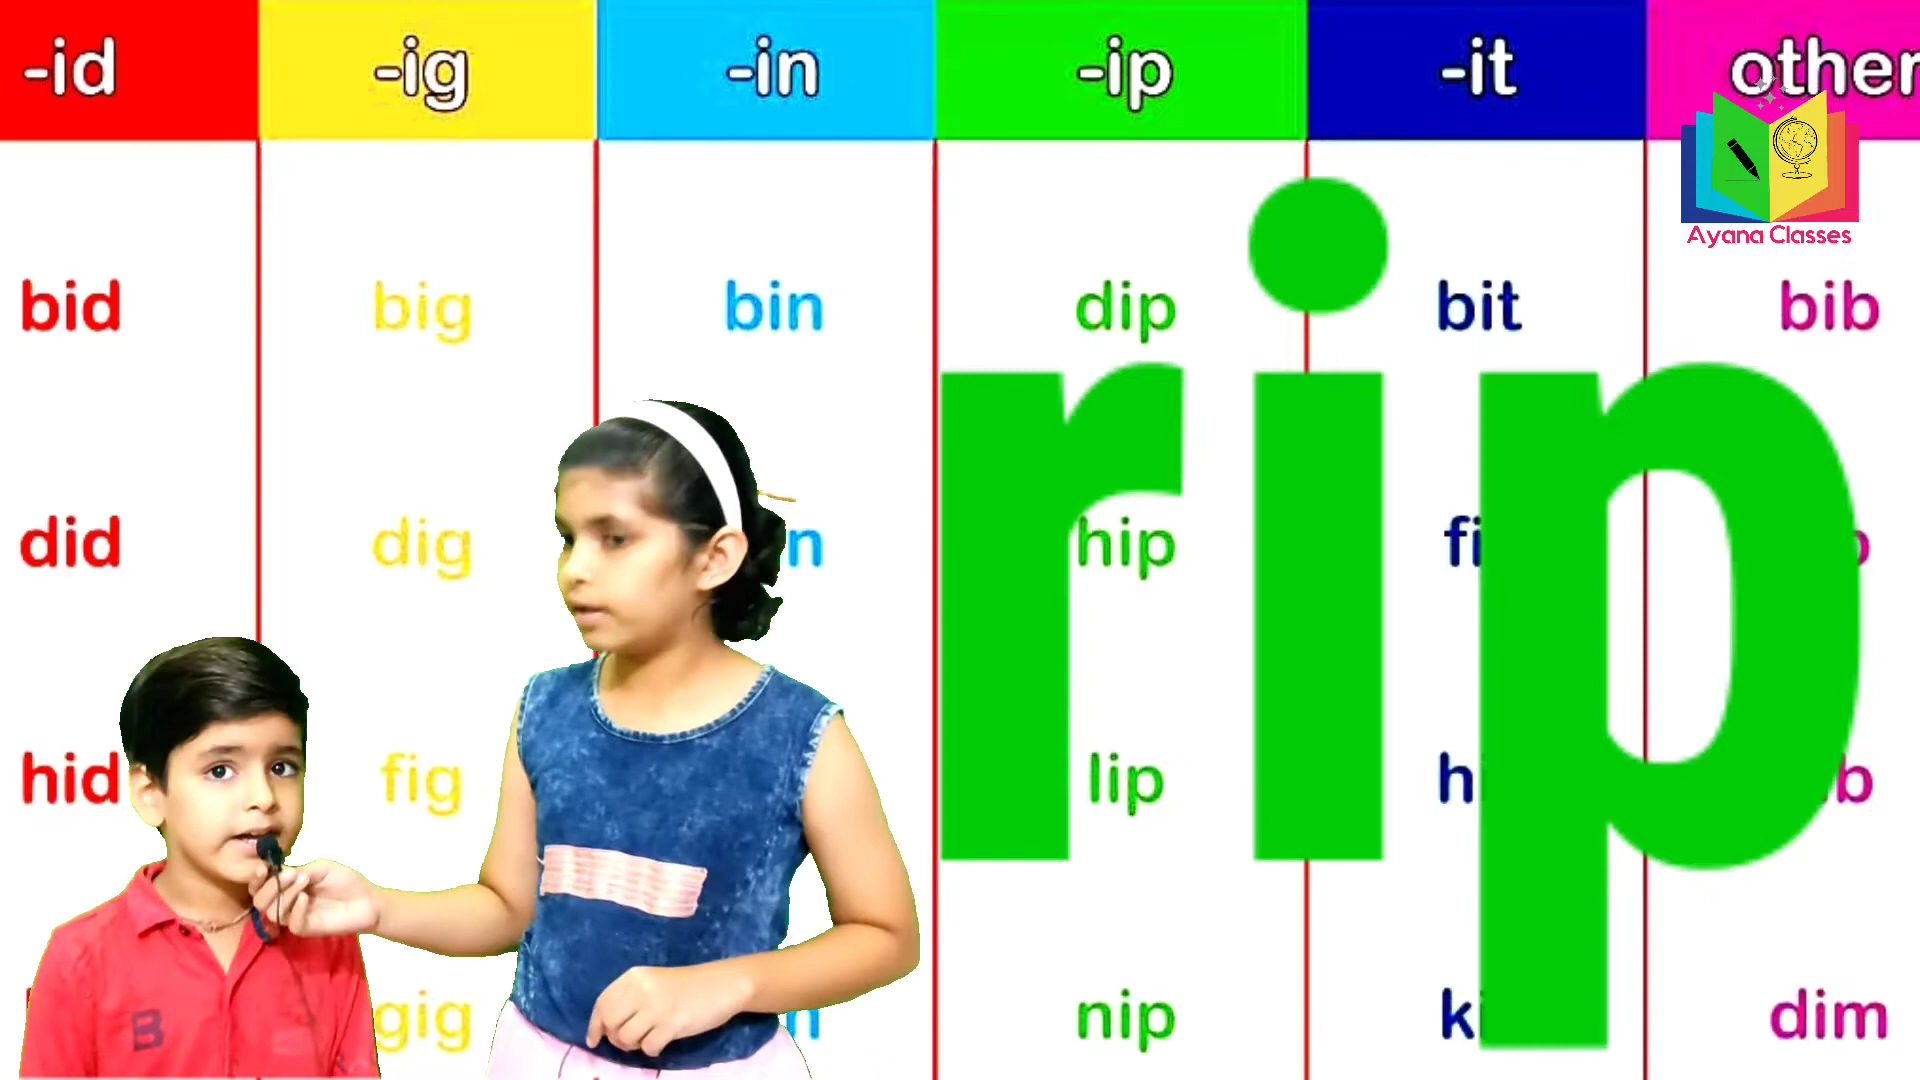 -id -ig -in -ip -it other
Ayana Classes
bid big bin dip bit bib
did dig hip
hid fig lip
gig nip dim
rip
B